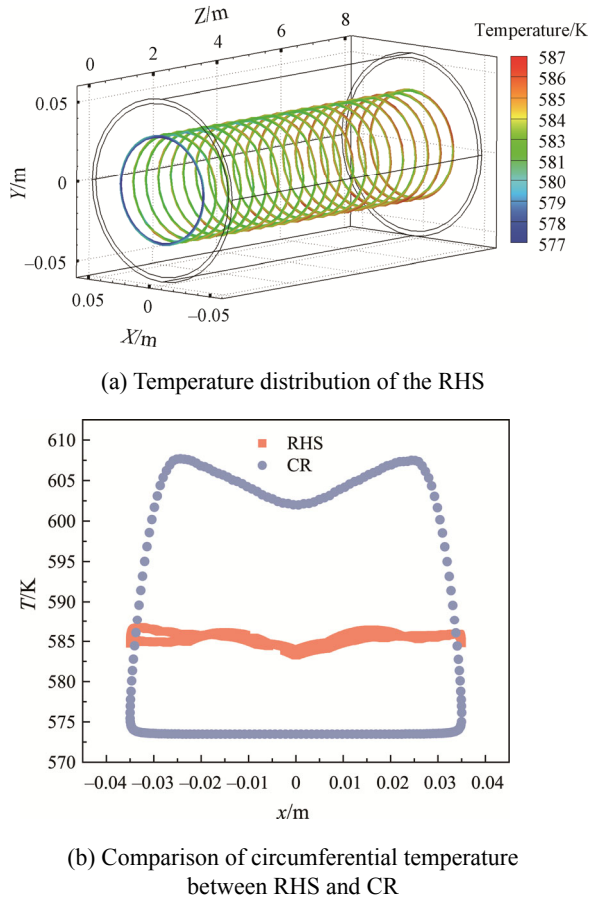 Z/m
0 2 4 6 8
Temperature/K
587
586
585
584
583
581
580
579
578
577
0.05
0
−0.05
Y/m
0.05 0 −0.05
X/m
(a) Temperature distribution of the RHS
610
605
600
595
590
585
580
575
570
T/K
RHS
CR
−0.04 −0.03 −0.02 −0.01 0 0.01 0.02 0.03 0.04
x/m
(b) Comparison of circumferential temperature
between RHS and CR